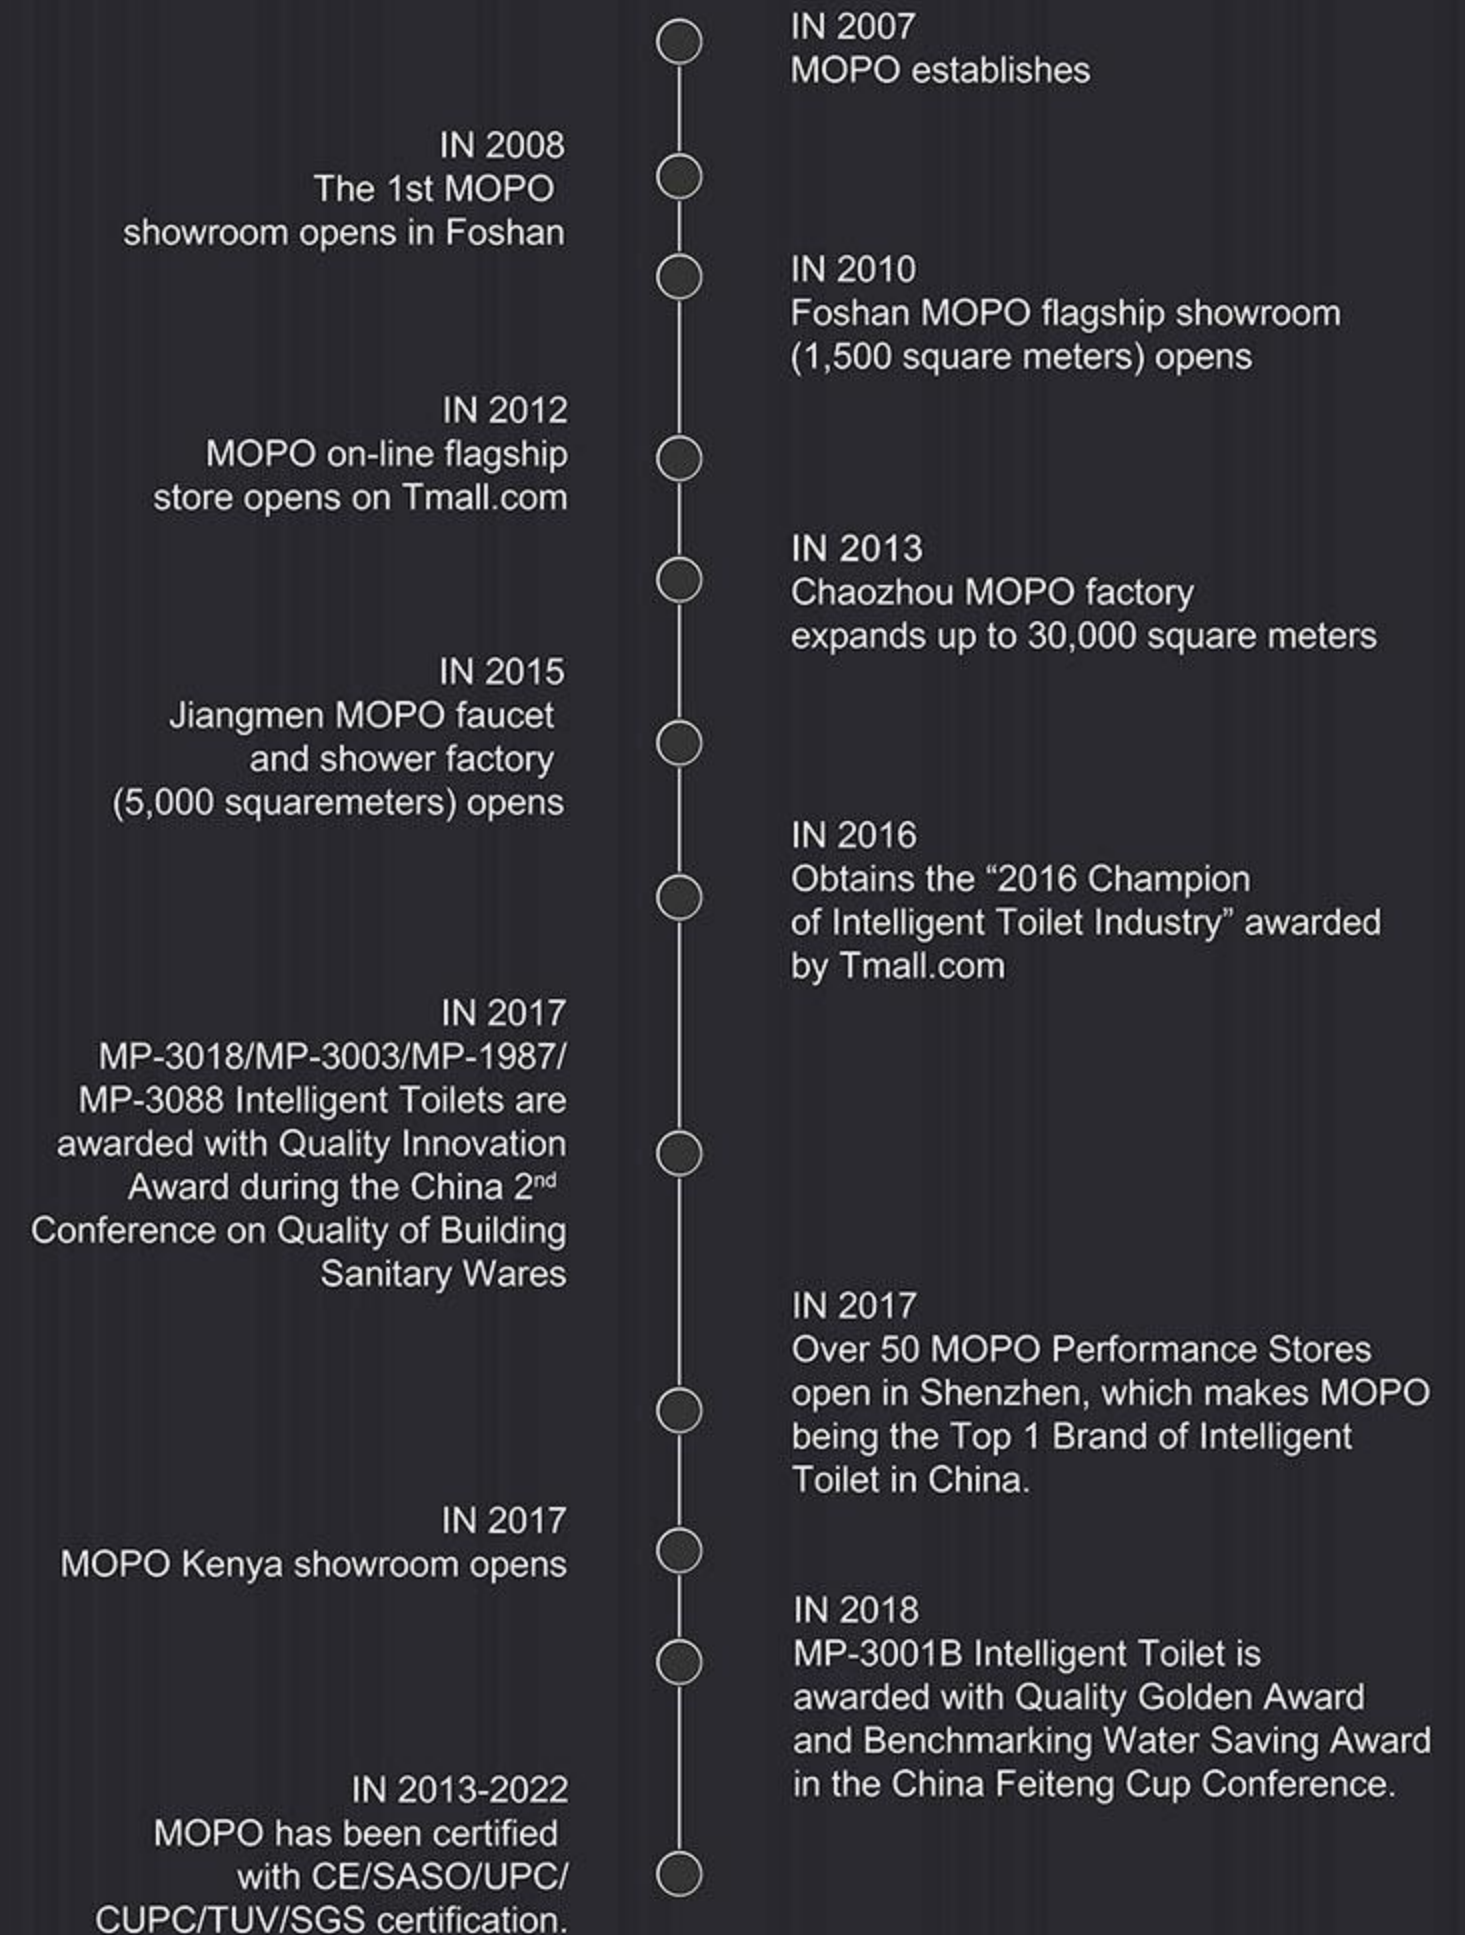 IN 2007
MOPO establishes
IN 2008
The 1st MOPO
showroom opens in Foshan
IN 2010
Foshan MOPO flagship showroom
(1,500 square meters) opens
IN 2012
MOPO on-line flagship
store opens on Tmall.com
IN 2013
Chaozhou MOPO factory
expands up to 30,000 square meters
IN 2015
Jiangmen MOPO faucet
and shower factory
(5,000 squaremeters) opens
IN 2016
Obtains the “2016 Champion
of Intelligent Toilet Industry” awarded
by Tmall.com
IN 2017
MP-3018/MP-3003/MP-1987/
MP-3088 Intelligent Toilets are
awarded with Quality Innovation
Award during the China 2nd
Conference on Quality of Building
Sanitary Wares
IN 2017
Over 50 MOPO Performance Stores
open in Shenzhen, which makes MOPO
being the Top 1 Brand of Intelligent
Toilet in China.
IN 2017
MOPO Kenya showroom opens
IN 2018
MP-3001B Intelligent Toilet is
awarded with Quality Golden Award
and Benchmarking Water Saving Award
in the China Feiteng Cup Conference.
IN 2013-2022
MOPO has been certified
with CE/SASO/UPC/
CUPC/TUV/SGS certification.